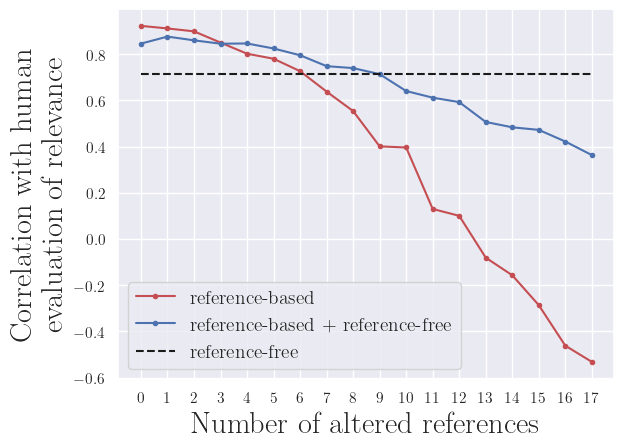 Correlation with human
evaluation of relevance
0.8
0.6
0.4
0.2
0.0
−0.2
−0.4
−0.6
reference-based
reference-based + reference-free
reference-free
0 1 2 3 4 5 6 7 8 9 10 11 12 13 14 15 16 17
Number of altered references